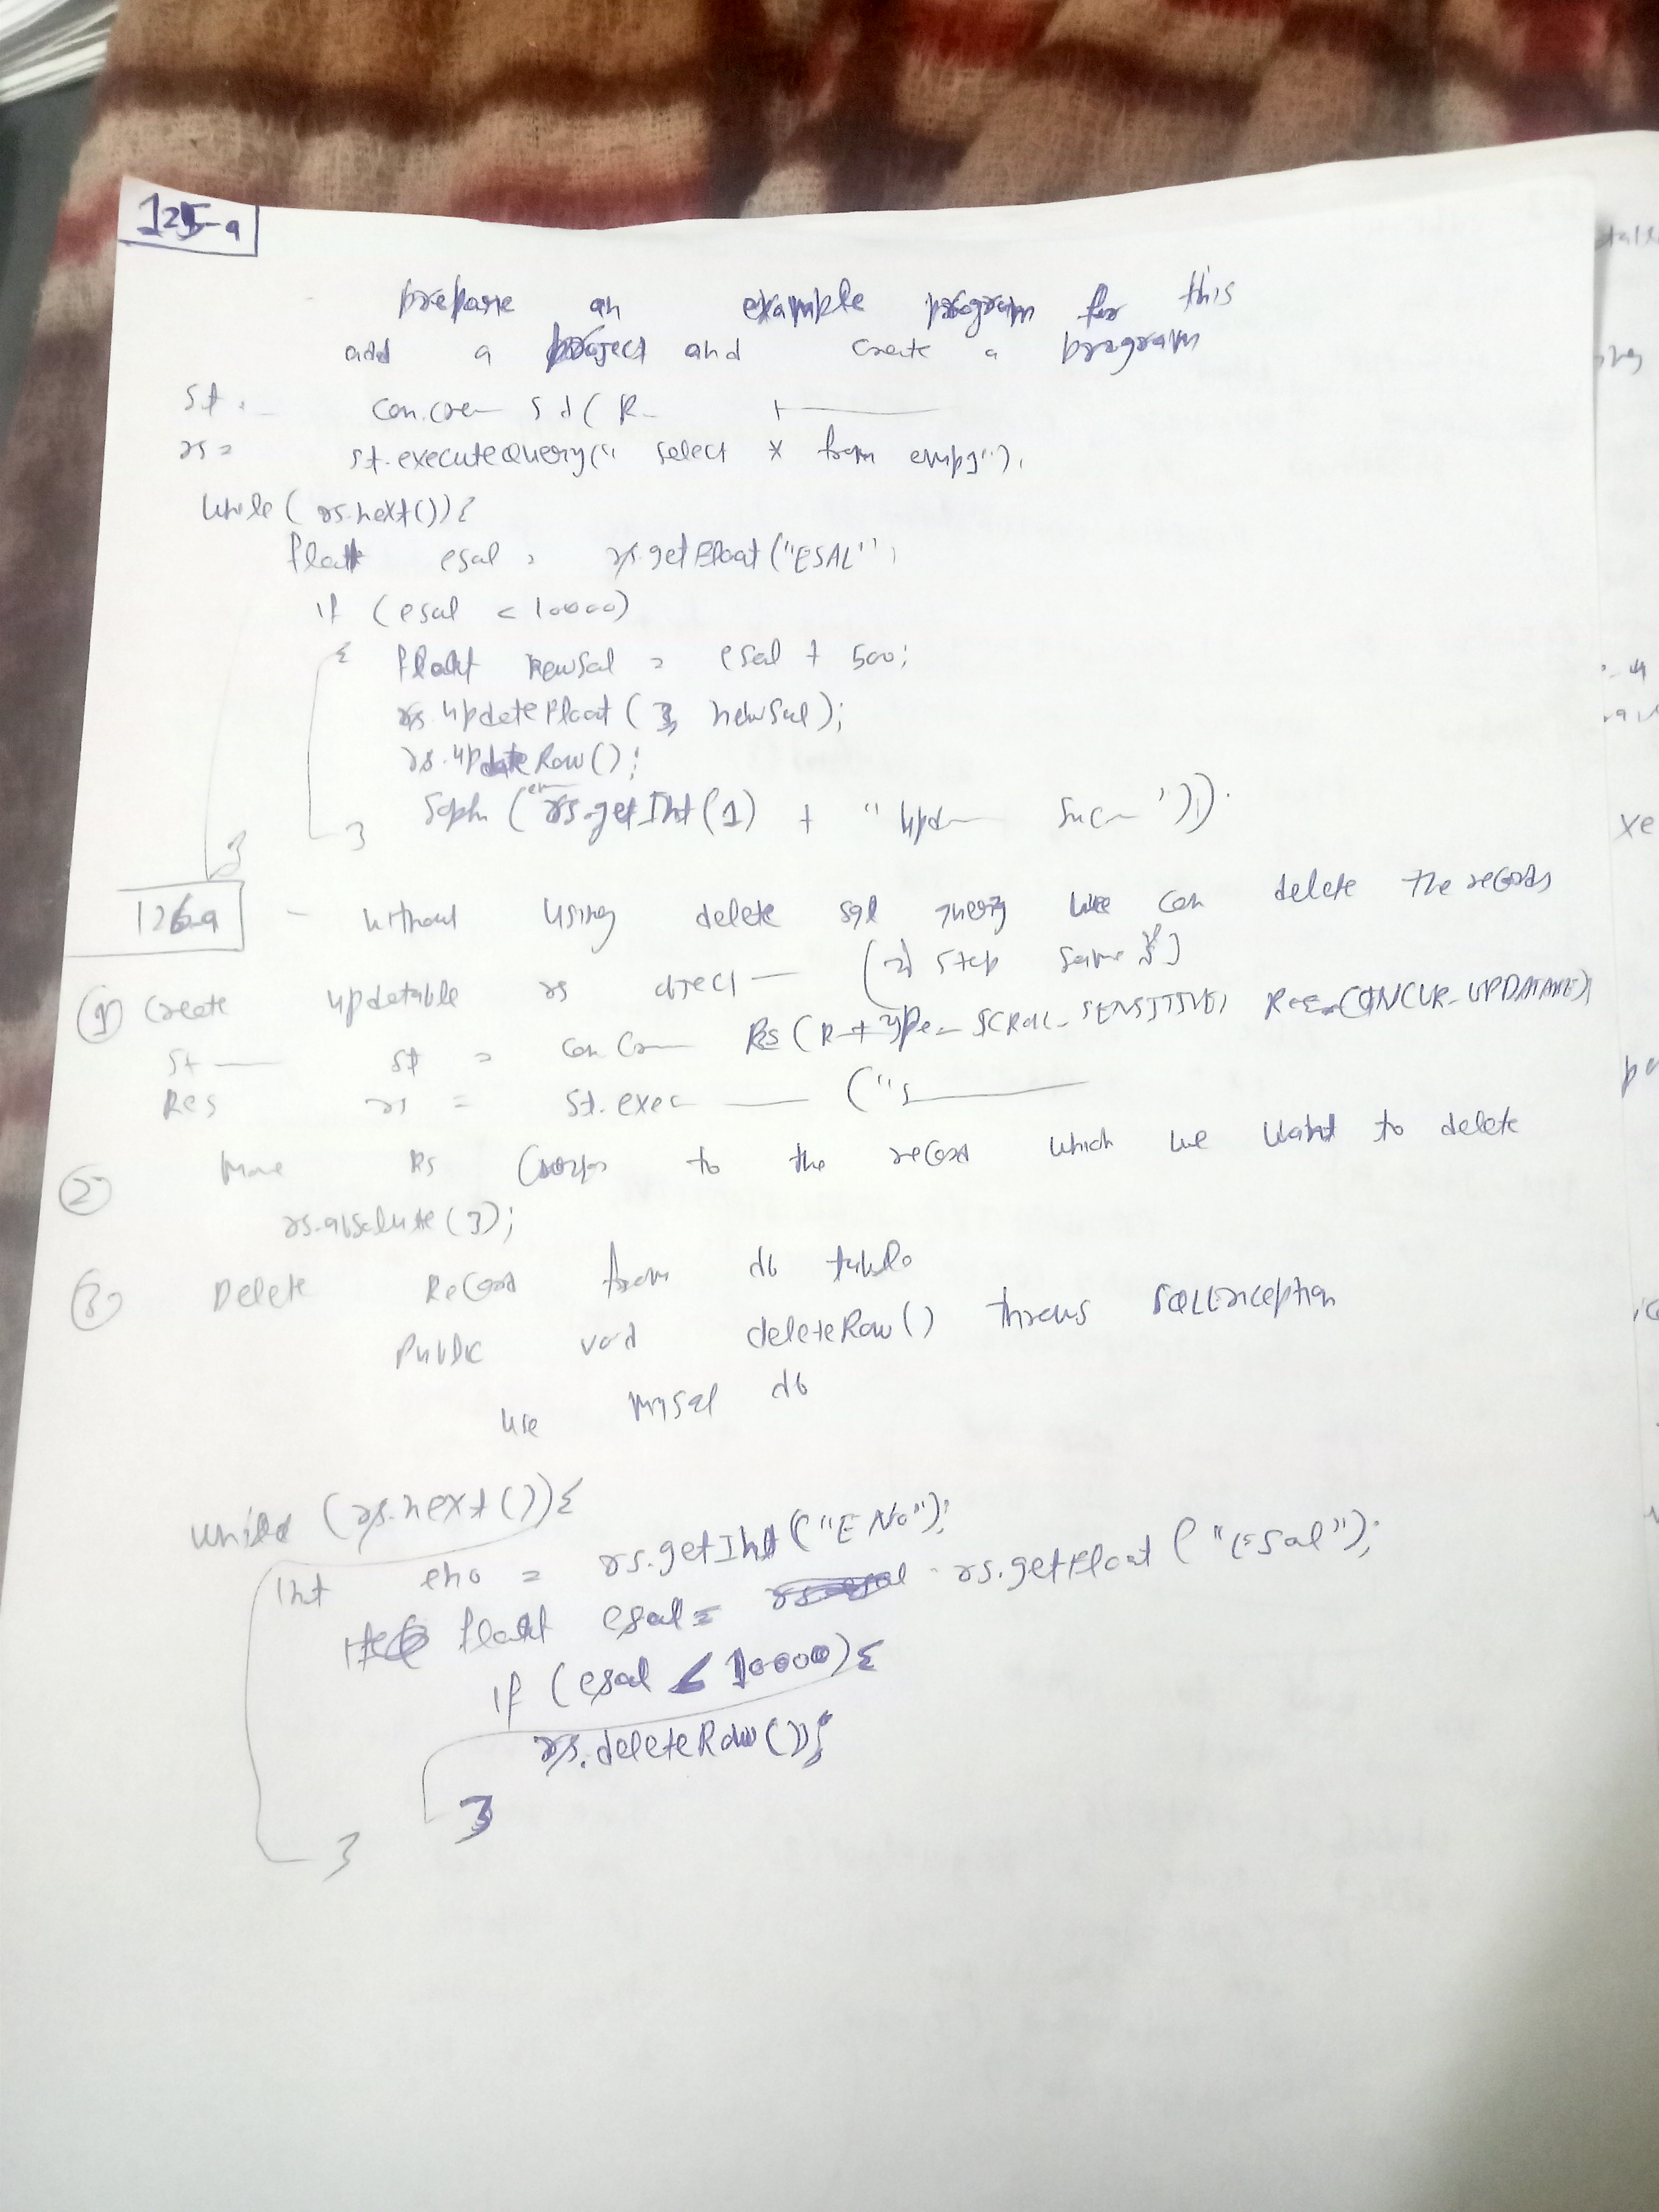 125-a
prepare an example program for this
add a project and create a program
st. con.cre st(R
rs = st.executeQuery("select * from emp1");
while(rs.next()){
float esal = rs.getFloat("ESAL");
if (esal < 10000)
{ float newSal = esal + 500;
rs.updateFloat(3, newSal);
rs.updateRow();
Sopln (rs.getInt(1) + "upd— Suc—"));
}
}
126-a - without using delete sql query we can delete the records
① Create updatable rs object — (2 step same)
st — st = con.Cr— Rs(R—type—SCROLL_SENSITIVE, Res.CONCUR_UPDATABLE);
Res rs = st.exec — ("s—
② Move Rs Cursor to the record which we want to delete
rs.absolute(3);
③ Delete Record from db table
public void deleteRow() throws SQLException
use mysql db
while (rs.next()){
int eno = rs.getInt("ENo");
float esal = rs.getFloat("ESal");
if (esal < 10000){
rs.deleteRow();
}
}